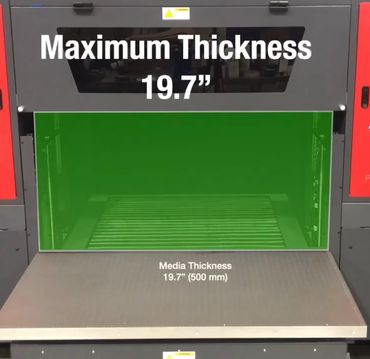 Maximum Thickness
19.7”
Media Thickness
19.7” (500 mm)